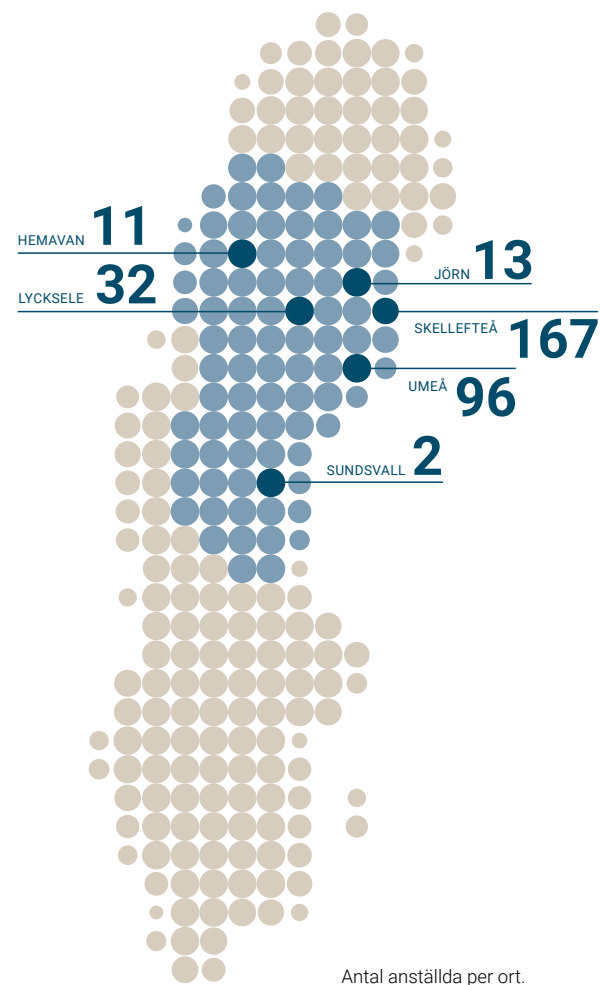 HEMAVAN 11
LYCKSELE 32
JÖRN 13
SKELLEFTEÅ 167
UMEÅ 96
SUNDSVALL 2
Antal anställda per ort.